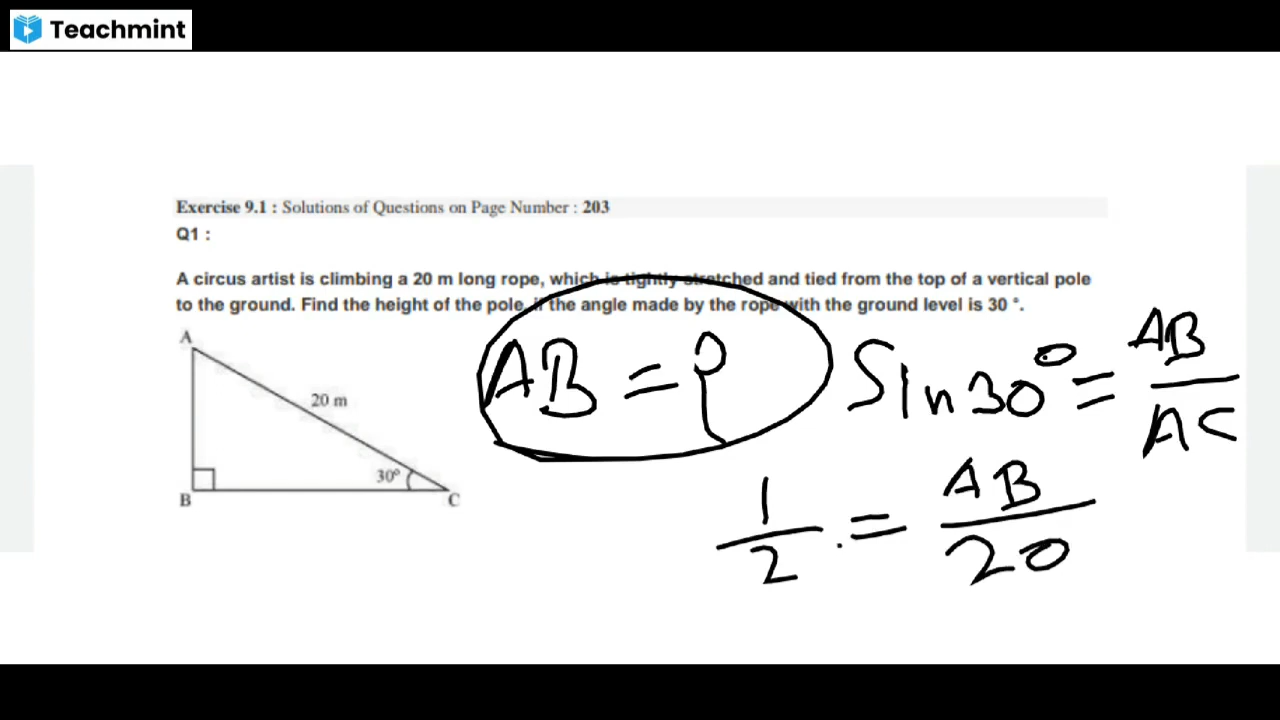 Teachmint
Exercise 9.1 : Solutions of Questions on Page Number : 203
Q1 :
A circus artist is climbing a 20 m long rope, which is tightly stretched and tied from the top of a vertical pole
to the ground. Find the height of the pole, if the angle made by the rope with the ground level is 30 °.
A
20 m
30°
B
C
AB = ?
Sin 30° = AB/AC
1/2 = AB/20